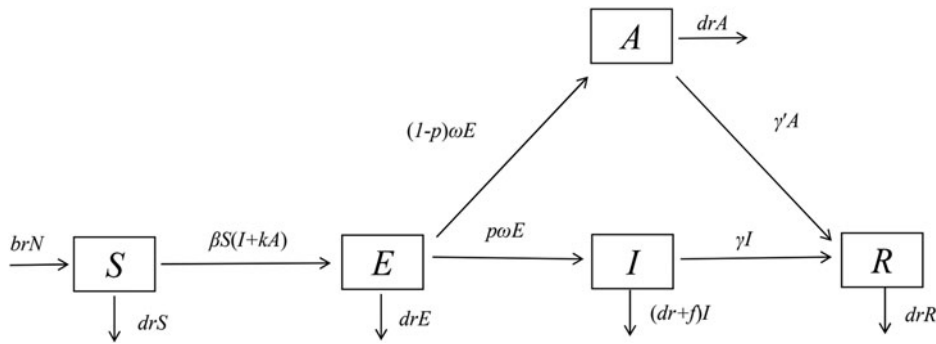 A
drA
(1-p)ωE
γ'A
brN
S
βS(I+kA)
E
pωE
I
γI
R
drS
drE
(dr+f)I
drR